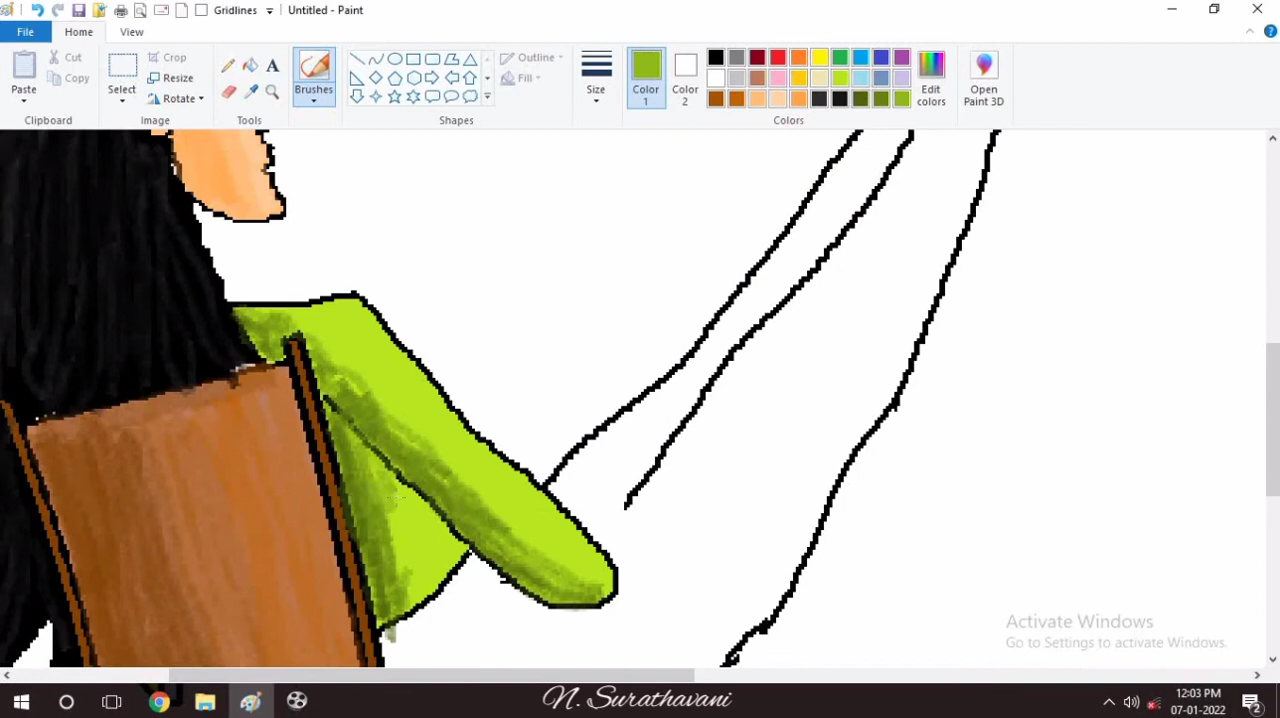 Gridlines Untitled - Paint
File Home View
Paste Cut Copy Select Crop Resize Rotate Brushes Outline Fill Size Color 1 Color 2 Edit colors Open Paint 3D
Clipboard Image Tools Shapes Colors
Activate Windows
Go to Settings to activate Windows.
N. Surathavani
12:03 PM
07-01-2022
2